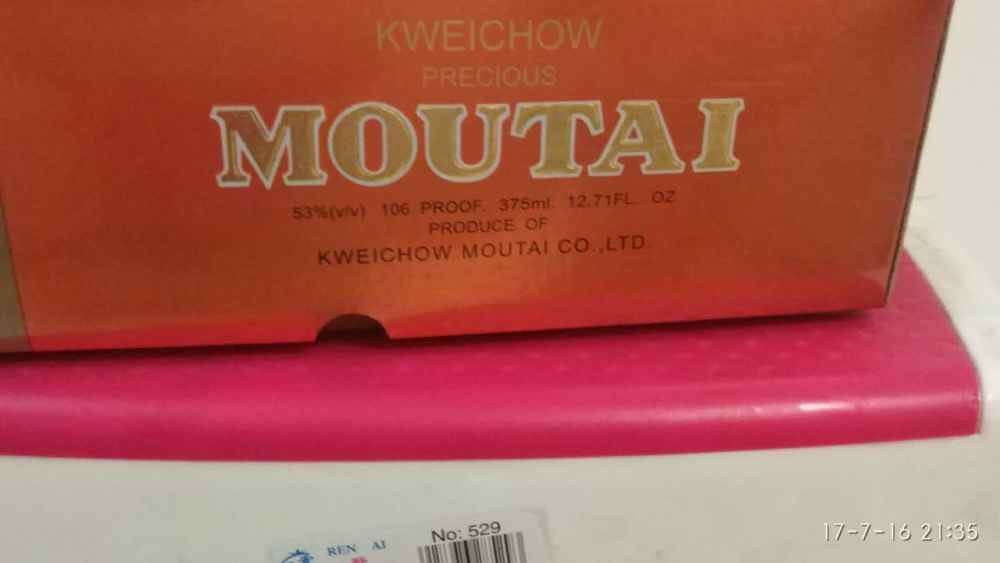 KWEICHOW
PRECIOUS
MOUTAI
53%(v/v) 106 PROOF. 375ml. 12.71FL. OZ
PRODUCE OF
KWEICHOW MOUTAI CO.,LTD.
No: 529
REN AI
17-7-16 21:35